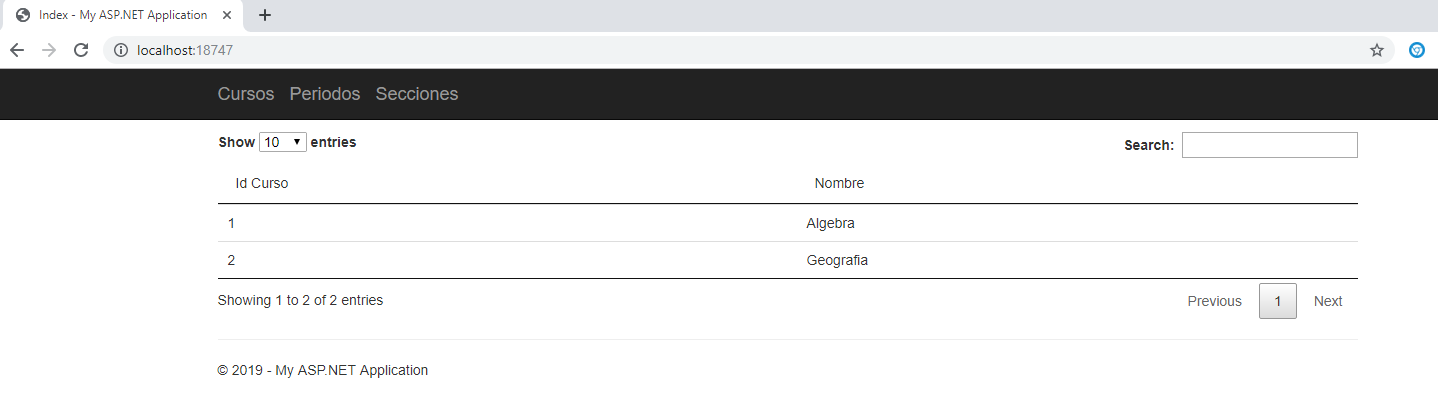 Index - My ASP.NET Application
localhost:18747
Cursos Periodos Secciones
Show 10 entries Search:
Id Curso Nombre
1 Algebra
2 Geografia
Showing 1 to 2 of 2 entries Previous 1 Next
© 2019 - My ASP.NET Application